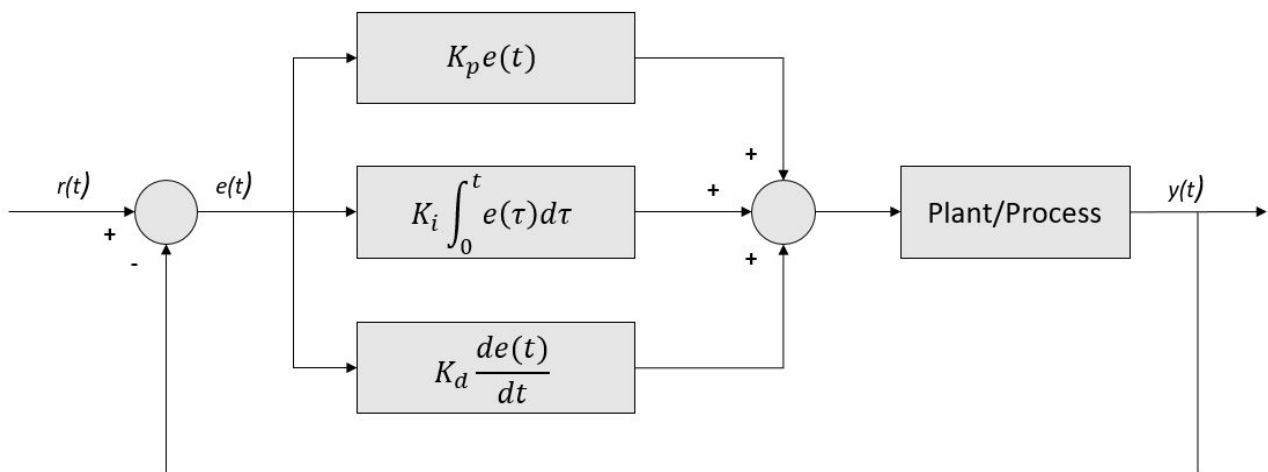 K_p e(t)
+
r(t)
e(t)
K_i ∫_0^t e(τ)dτ
+
Plant/Process
y(t)
+
-
+
K_d de(t)/dt